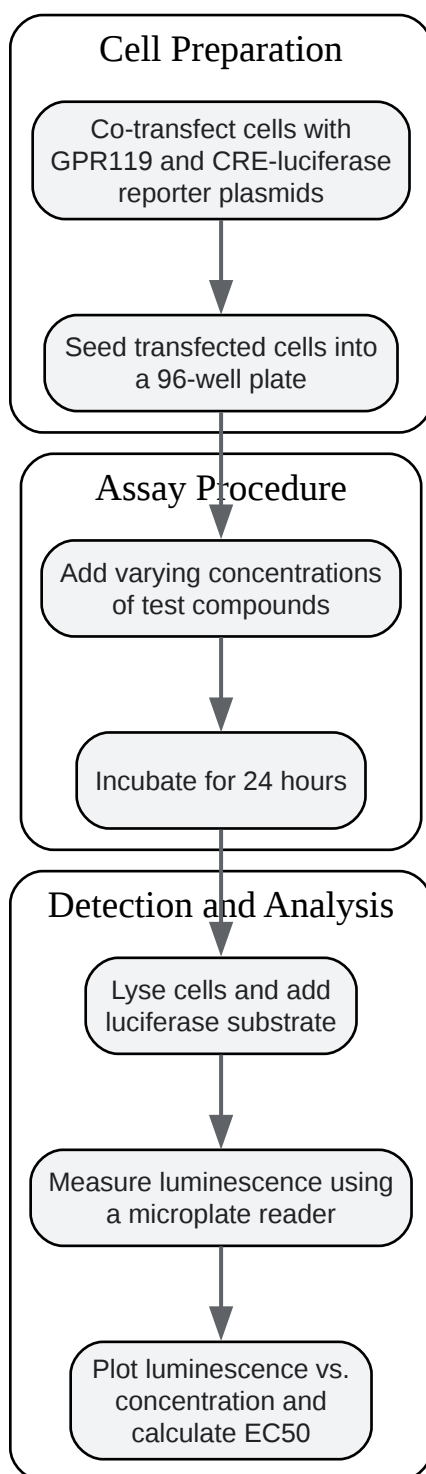 Cell Preparation
Co-transfect cells with
GPR119 and CRE-luciferase
reporter plasmids
Seed transfected cells into
a 96-well plate
Assay Procedure
Add varying concentrations
of test compounds
Incubate for 24 hours
Detection and Analysis
Lyse cells and add
luciferase substrate
Measure luminescence using
a microplate reader
Plot luminescence vs.
concentration and
calculate EC50